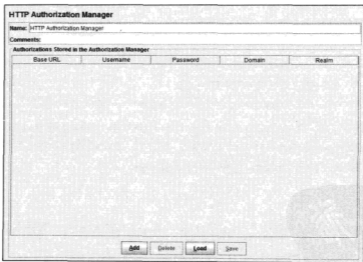 HTTP Authorization Manager
Name: HTTP Authorization Manager
Comments:
Authorizations Stored in the Authorization Manager
Base URL Username Password Domain Realm
Add Delete Load Save